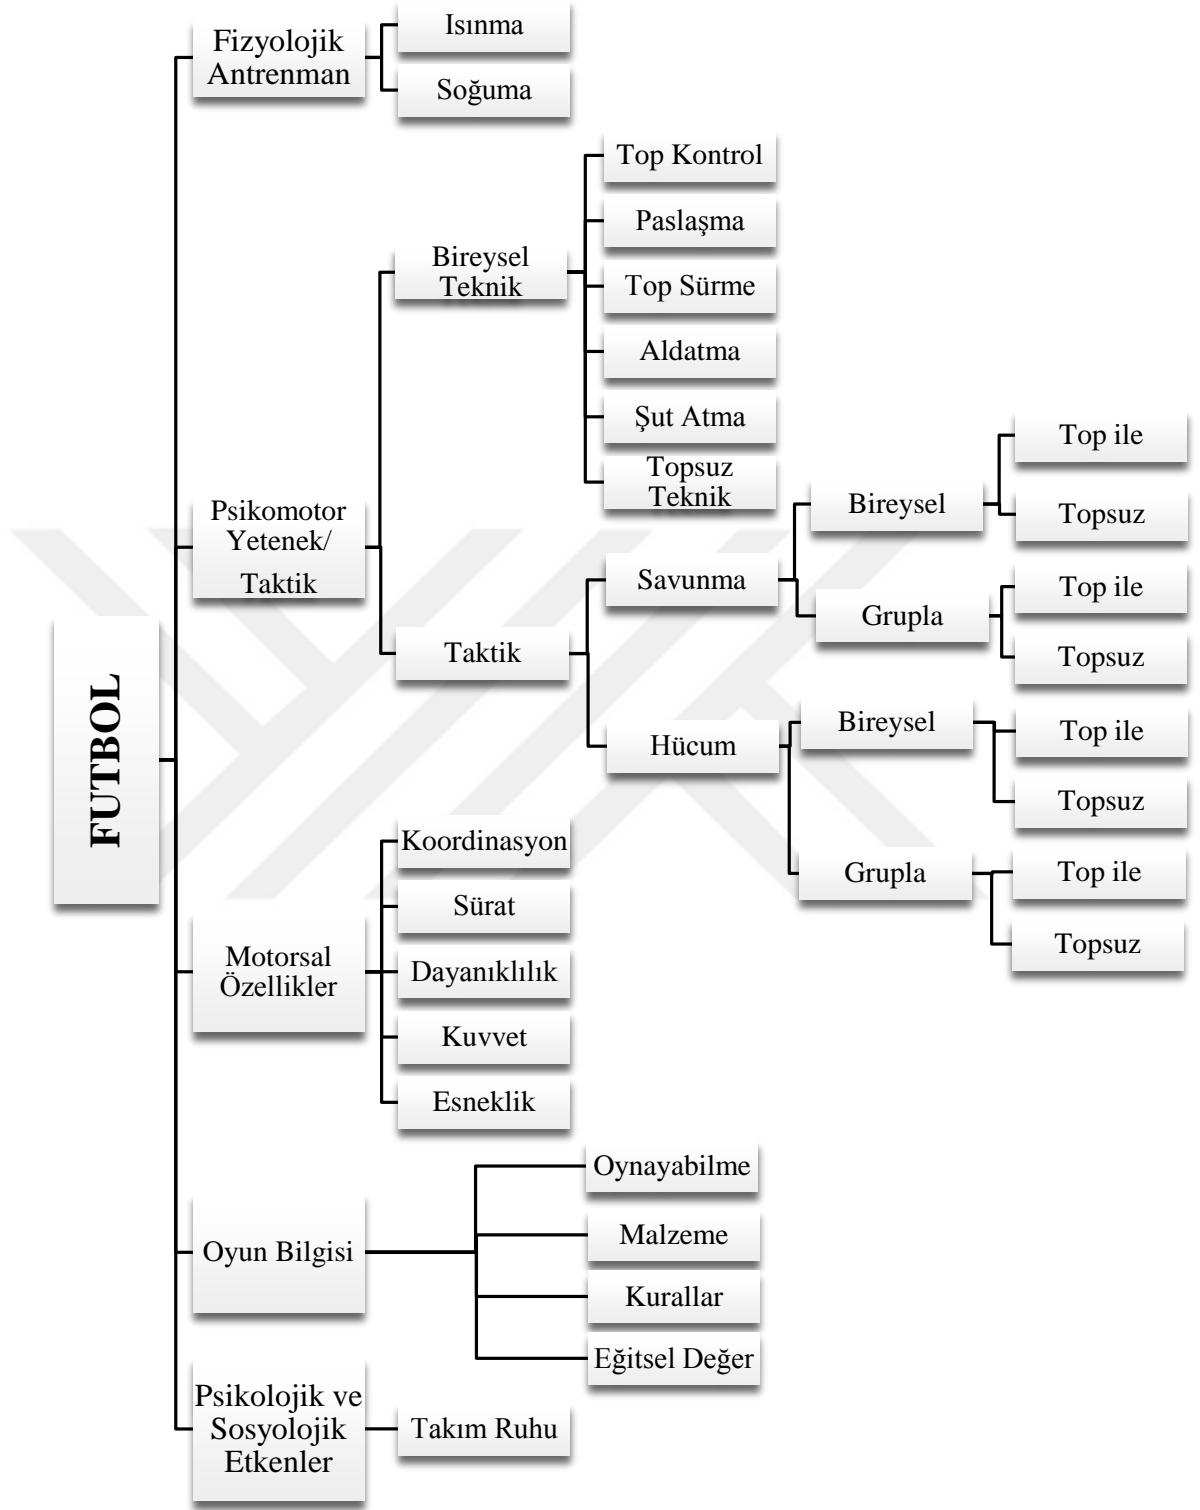 FUTBOL
Fizyolojik
Antrenman
Isınma
Soğuma
Psikomotor
Yetenek/
Taktik
Bireysel
Teknik
Top Kontrol
Paslaşma
Top Sürme
Aldatma
Şut Atma
Topsuz
Teknik
Taktik
Savunma
Bireysel
Top ile
Topsuz
Grupla
Top ile
Topsuz
Hücum
Bireysel
Top ile
Topsuz
Grupla
Top ile
Topsuz
Motorsal
Özellikler
Koordinasyon
Sürat
Dayanıklılık
Kuvvet
Esneklik
Oyun Bilgisi
Oynayabilme
Malzeme
Kurallar
Eğitsel Değer
Psikolojik ve
Sosyolojik
Etkenler
Takım Ruhu